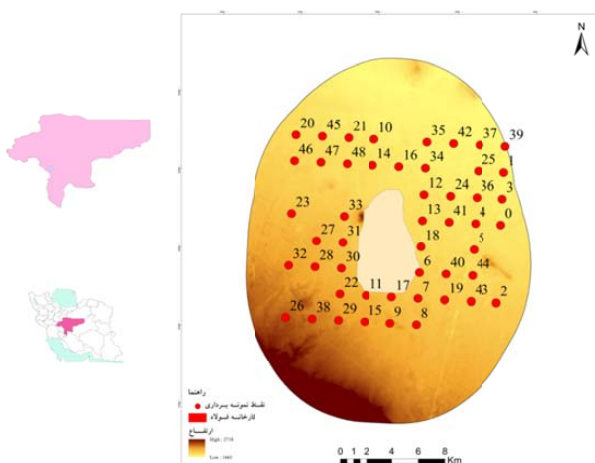 N
39
20 45 21 10 35 42 37
46 47 48 14 16 34 25 1
12 24 36 3
23 33 13 41 4 0
27 31 18 5
32 28 30 6 40 44
22 11 17 7 19 43 2
26 38 29 15 9 8
راهنما
نقاط نمونه برداری
کارخانه فولاد
ارتفاع
High : 2718
0 1 2 4 6 8
Km